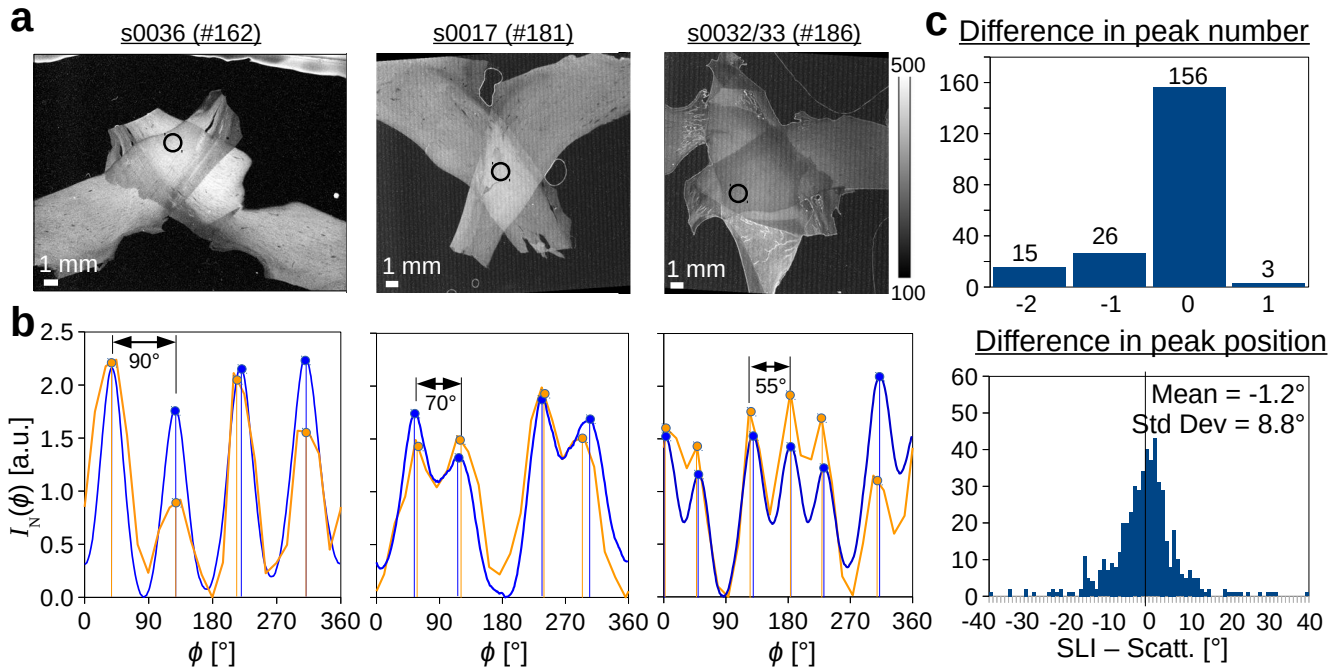 a
s0036 (#162)
s0017 (#181)
s0032/33 (#186)
1 mm
1 mm
1 mm
500
100
b
2.5
2.0
1.5
1.0
0.5
0.0
I_N(ϕ) [a.u.]
90°
70°
55°
0 90 180 270 360
0 90 180 270 360
0 90 180 270 360
ϕ [°]
ϕ [°]
ϕ [°]
c
Difference in peak number
160
120
80
40
0
15
26
156
3
-2 -1 0 1
Difference in peak position
Mean = -1.2°
Std Dev = 8.8°
60
50
40
30
20
10
0
-40 -30 -20 -10 0 10 20 30 40
SLI – Scatt. [°]